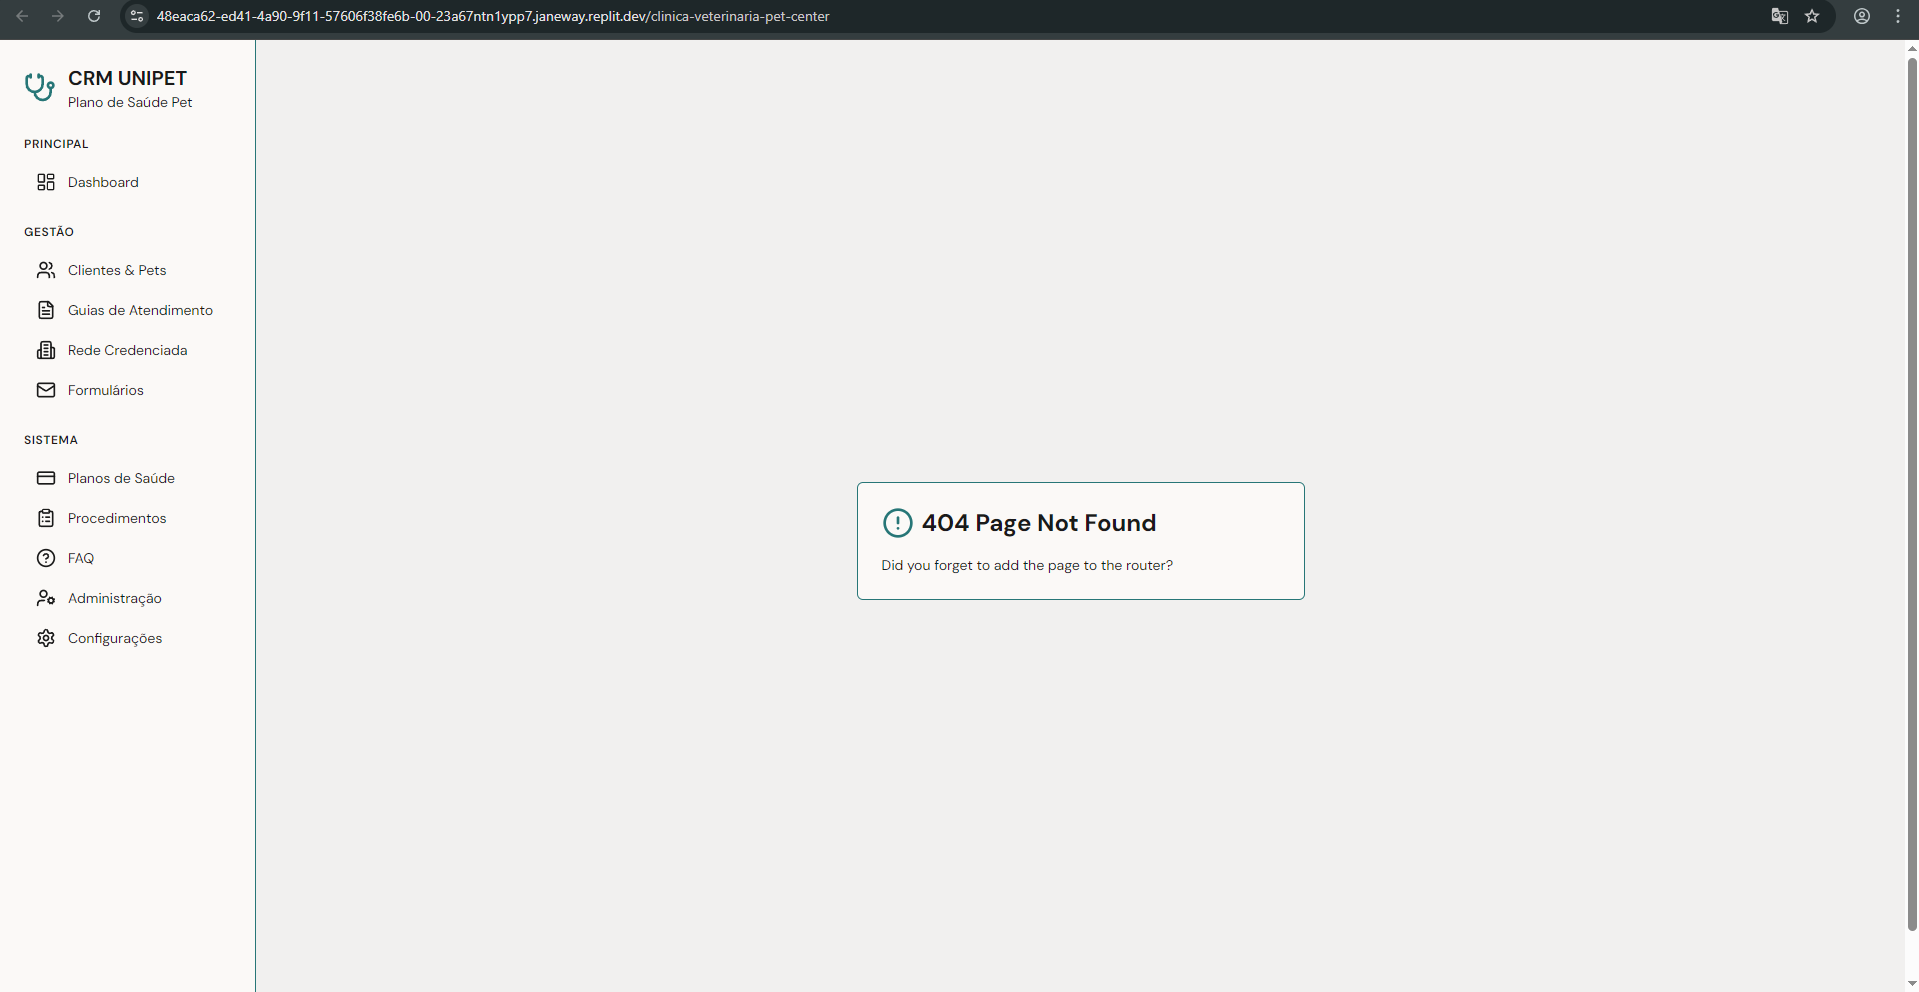 48eaca62-ed41-4a90-9f11-57606f38fe6b-00-23a67ntn1ypp7.janeway.replit.dev/clinica-veterinaria-pet-center
CRM UNIPET
Plano de Saúde Pet
PRINCIPAL
Dashboard
GESTÃO
Clientes & Pets
Guias de Atendimento
Rede Credenciada
Formulários
SISTEMA
Planos de Saúde
Procedimentos
FAQ
Administração
Configurações
404 Page Not Found
Did you forget to add the page to the router?